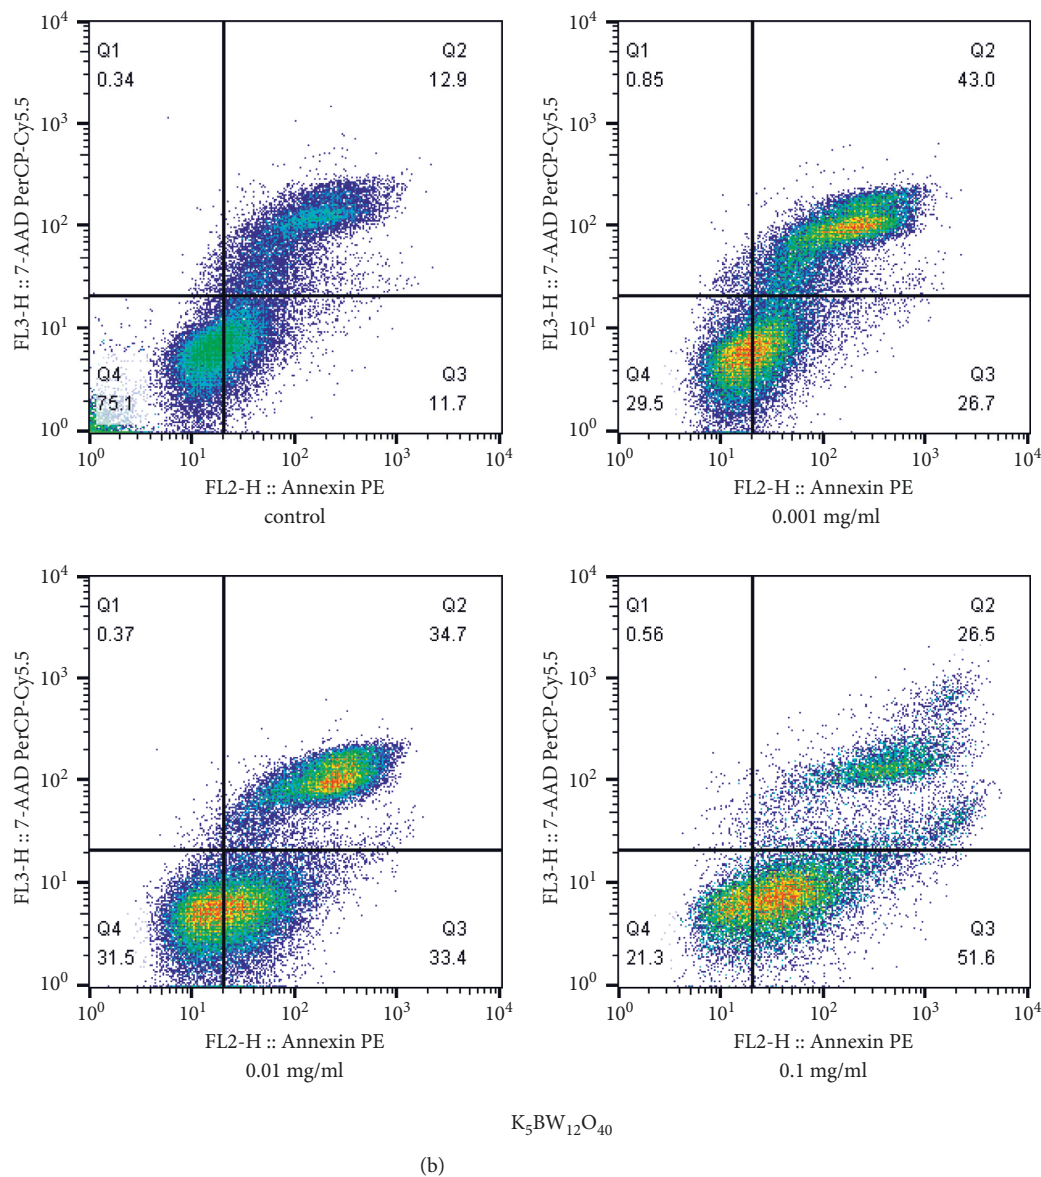 10⁴
10³
10²
10¹
10⁰
FL3-H :: 7-AAD PerCP-Cy5.5
Q1
0.34
Q2
12.9
Q4
75.1
Q3
11.7
10⁰ 10¹ 10² 10³ 10⁴
FL2-H :: Annexin PE
control
10⁴
10³
10²
10¹
10⁰
FL3-H :: 7-AAD PerCP-Cy5.5
Q1
0.85
Q2
43.0
Q4
29.5
Q3
26.7
10⁰ 10¹ 10² 10³ 10⁴
FL2-H :: Annexin PE
0.001 mg/ml
10⁴
10³
10²
10¹
10⁰
FL3-H :: 7-AAD PerCP-Cy5.5
Q1
0.37
Q2
34.7
Q4
31.5
Q3
33.4
10⁰ 10¹ 10² 10³ 10⁴
FL2-H :: Annexin PE
0.01 mg/ml
10⁴
10³
10²
10¹
10⁰
FL3-H :: 7-AAD PerCP-Cy5.5
Q1
0.56
Q2
26.5
Q4
21.3
Q3
51.6
10⁰ 10¹ 10² 10³ 10⁴
FL2-H :: Annexin PE
0.1 mg/ml
K₅BW₁₂O₄₀
(b)